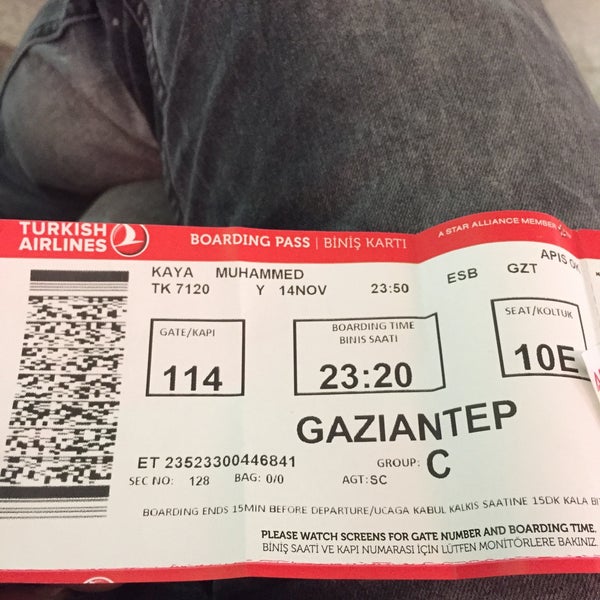 TURKISH AIRLINES
BOARDING PASS | BİNİŞ KARTI
A STAR ALLIANCE MEMBER
KAYA MUHAMMED
ESB GZT APIS
TK 7120 Y 14NOV 23:50
GATE/KAPI
114
BOARDING TIME
BINIS SAATI
23:20
SEAT/KOLTUK
10E
GAZIANTEP
ET 23523300446841
GROUP: C
SEC NO: 128 BAG: 0/0 AGT:SC
BOARDING ENDS 15MIN BEFORE DEPARTURE/UCAGA KABUL KALKIS SAATINE 15DK KALA
PLEASE WATCH SCREENS FOR GATE NUMBER AND BOARDING TIME.
BİNİŞ SAATİ VE KAPI NUMARASI İÇİN LÜTFEN MONİTÖRLERE BAKINIZ.